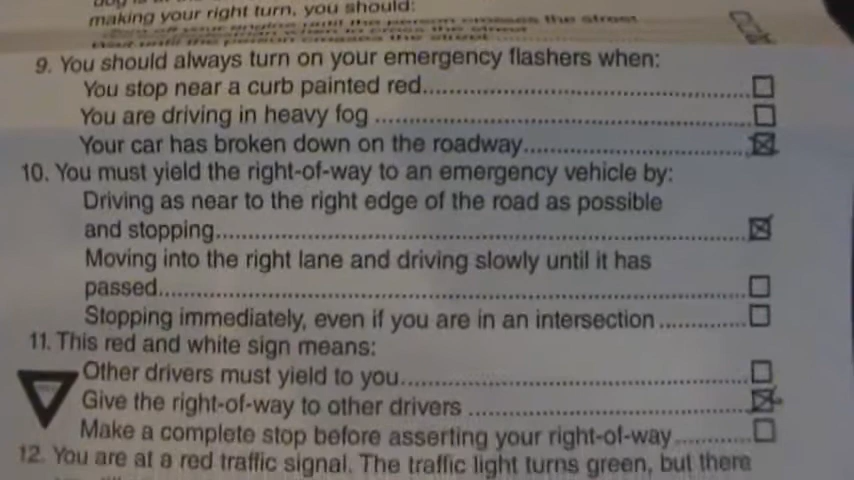 making your right turn, you should:
9. You should always turn on your emergency flashers when:
You stop near a curb painted red
You are driving in heavy fog
Your car has broken down on the roadway
10. You must yield the right-of-way to an emergency vehicle by:
Driving as near to the right edge of the road as possible
and stopping
Moving into the right lane and driving slowly until it has
passed
Stopping immediately, even if you are in an intersection
11. This red and white sign means:
Other drivers must yield to you
Give the right-of-way to other drivers
Make a complete stop before asserting your right-of-way
12. You are at a red traffic signal. The traffic light turns green, but there